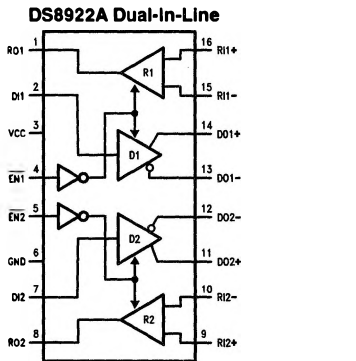 DS8922A Dual-In-Line
RO1 1 R1 16 RI1+
DI1 2 15 RI1-
VCC 3 14 DO1+
D1
EN1 4 13 DO1-
EN2 5 12 DO2-
D2
GND 6 11 DO2+
DI2 7 10 RI2-
RO2 8 R2 9 RI2+